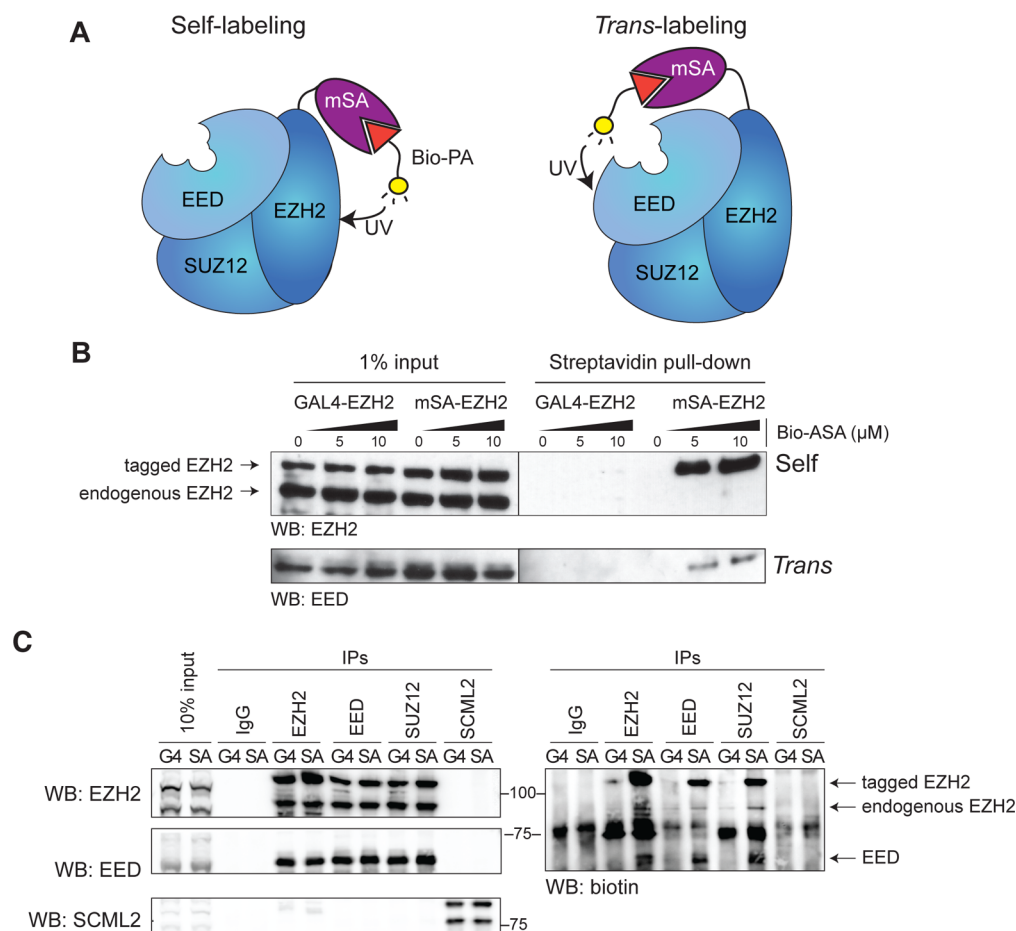 A
Self-labeling
Trans-labeling
mSA
mSA
Bio-PA
UV
UV
EED
EZH2
EED
EZH2
SUZ12
SUZ12
B
1% input
Streptavidin pull-down
GAL4-EZH2 mSA-EZH2 GAL4-EZH2 mSA-EZH2
0 5 10 0 5 10 0 5 10 0 5 10 Bio-ASA (µM)
tagged EZH2
Self
endogenous EZH2
WB: EZH2
Trans
WB: EED
C
IPs
IPs
10% input IgG EZH2 EED SUZ12 SCML2
IgG EZH2 EED SUZ12 SCML2
G4 SA G4 SA G4 SA G4 SA G4 SA G4 SA
G4 SA G4 SA G4 SA G4 SA G4 SA
WB: EZH2
-100-
tagged EZH2
endogenous EZH2
-75-
WB: EED
EED
WB: biotin
WB: SCML2
-75